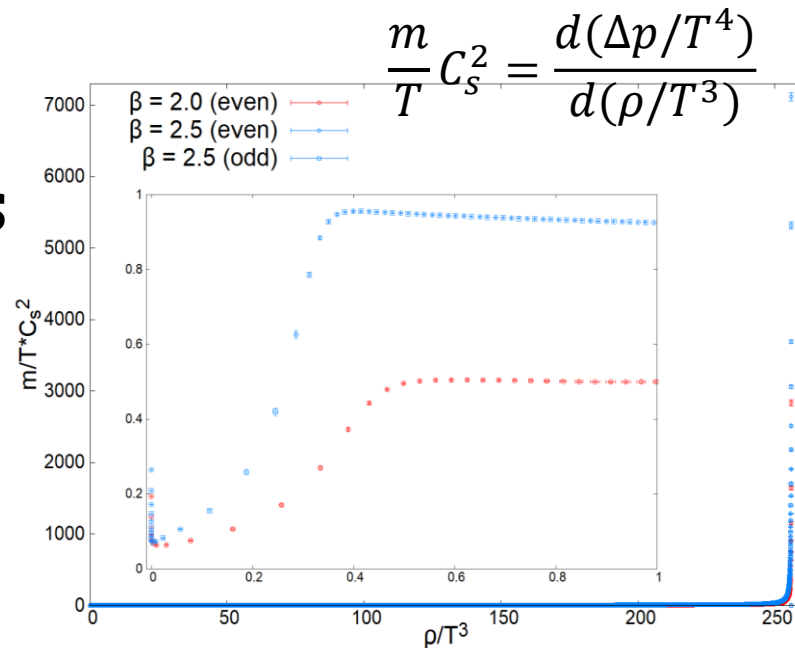 m/T C_s^2 = d(Δp/T^4)/d(ρ/T^3)
β = 2.0 (even)
β = 2.5 (even)
β = 2.5 (odd)
s
7000
6000
5000
4000
3000
2000
1000
0
m/T*C_s^2
1
0.8
0.6
0.4
0.2
0
0 0.2 0.4 0.6 0.8 1
0 50 100 150 200 250
ρ/T^3